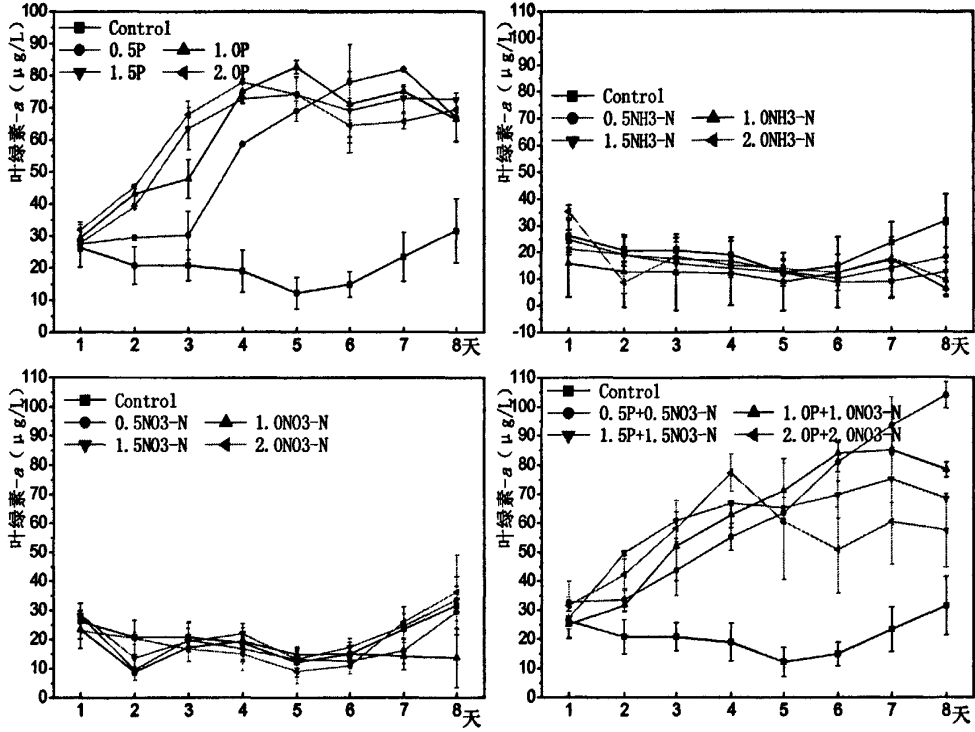 叶绿素-a (μg/L)
100
90
80
70
60
50
40
30
20
10
0
Control
0.5P 1.0P
1.5P 2.0P
1 2 3 4 5 6 7 8天
叶绿素-a (μg/L)
110
100
90
80
70
60
50
40
30
20
10
0
-10
Control
0.5NH3-N 1.0NH3-N
1.5NH3-N 2.0NH3-N
1 2 3 4 5 6 7 8天
叶绿素-a (μg/L)
110
100
90
80
70
60
50
40
30
20
10
0
Control
0.5NO3-N 1.0NO3-N
1.5NO3-N 2.0NO3-N
1 2 3 4 5 6 7 8天
叶绿素-a (μg/L)
110
100
90
80
70
60
50
40
30
20
10
0
Control
0.5P+0.5NO3-N 1.0P+1.0NO3-N
1.5P+1.5NO3-N 2.0P+2.0NO3-N
1 2 3 4 5 6 7 8天